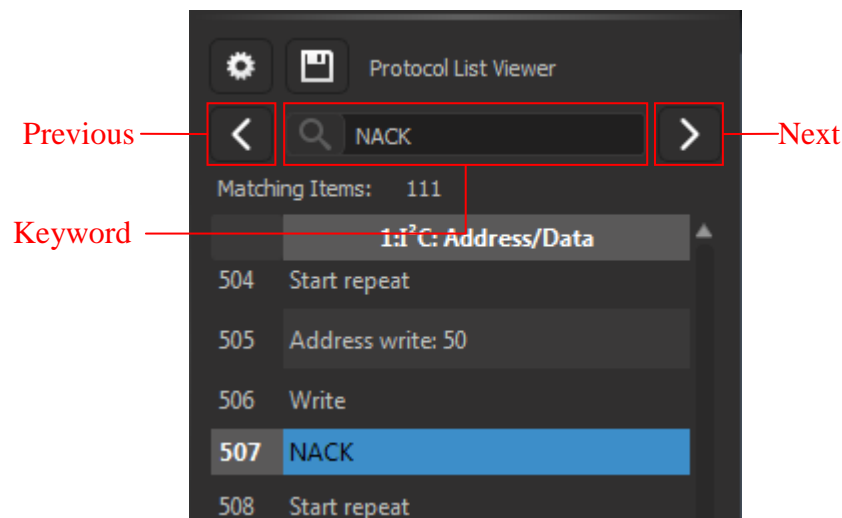 Protocol List Viewer
Previous
NACK
Next
Matching Items: 111
Keyword
1:I²C: Address/Data
504 Start repeat
505 Address write: 50
506 Write
507 NACK
508 Start repeat